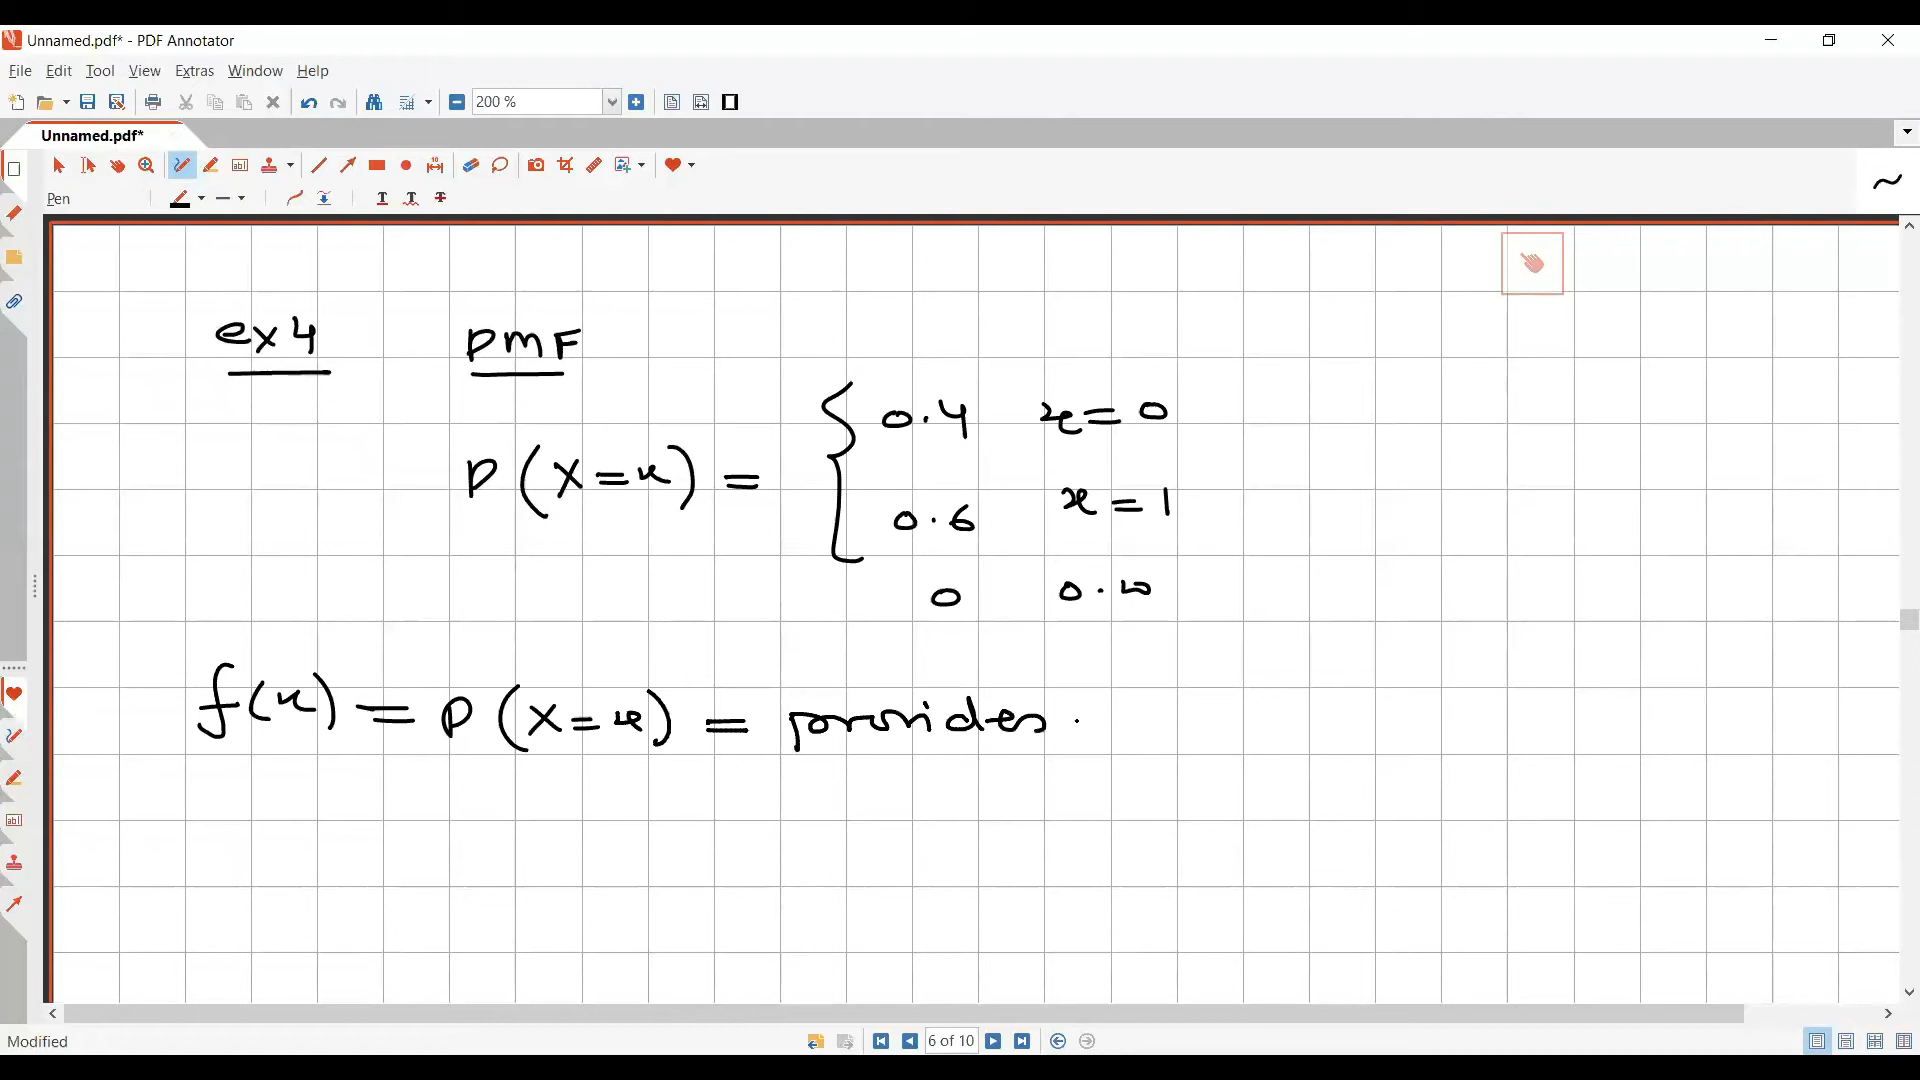 Unnamed.pdf* - PDF Annotator
File Edit Tool View Extras Window Help
200 %
Unnamed.pdf*
Pen
ex 4 PMF
0.4 x = 0
P(X=x) =
0.6 x = 1
0 0.w
f(x) = P(X=x) = provides
Modified
6 of 10